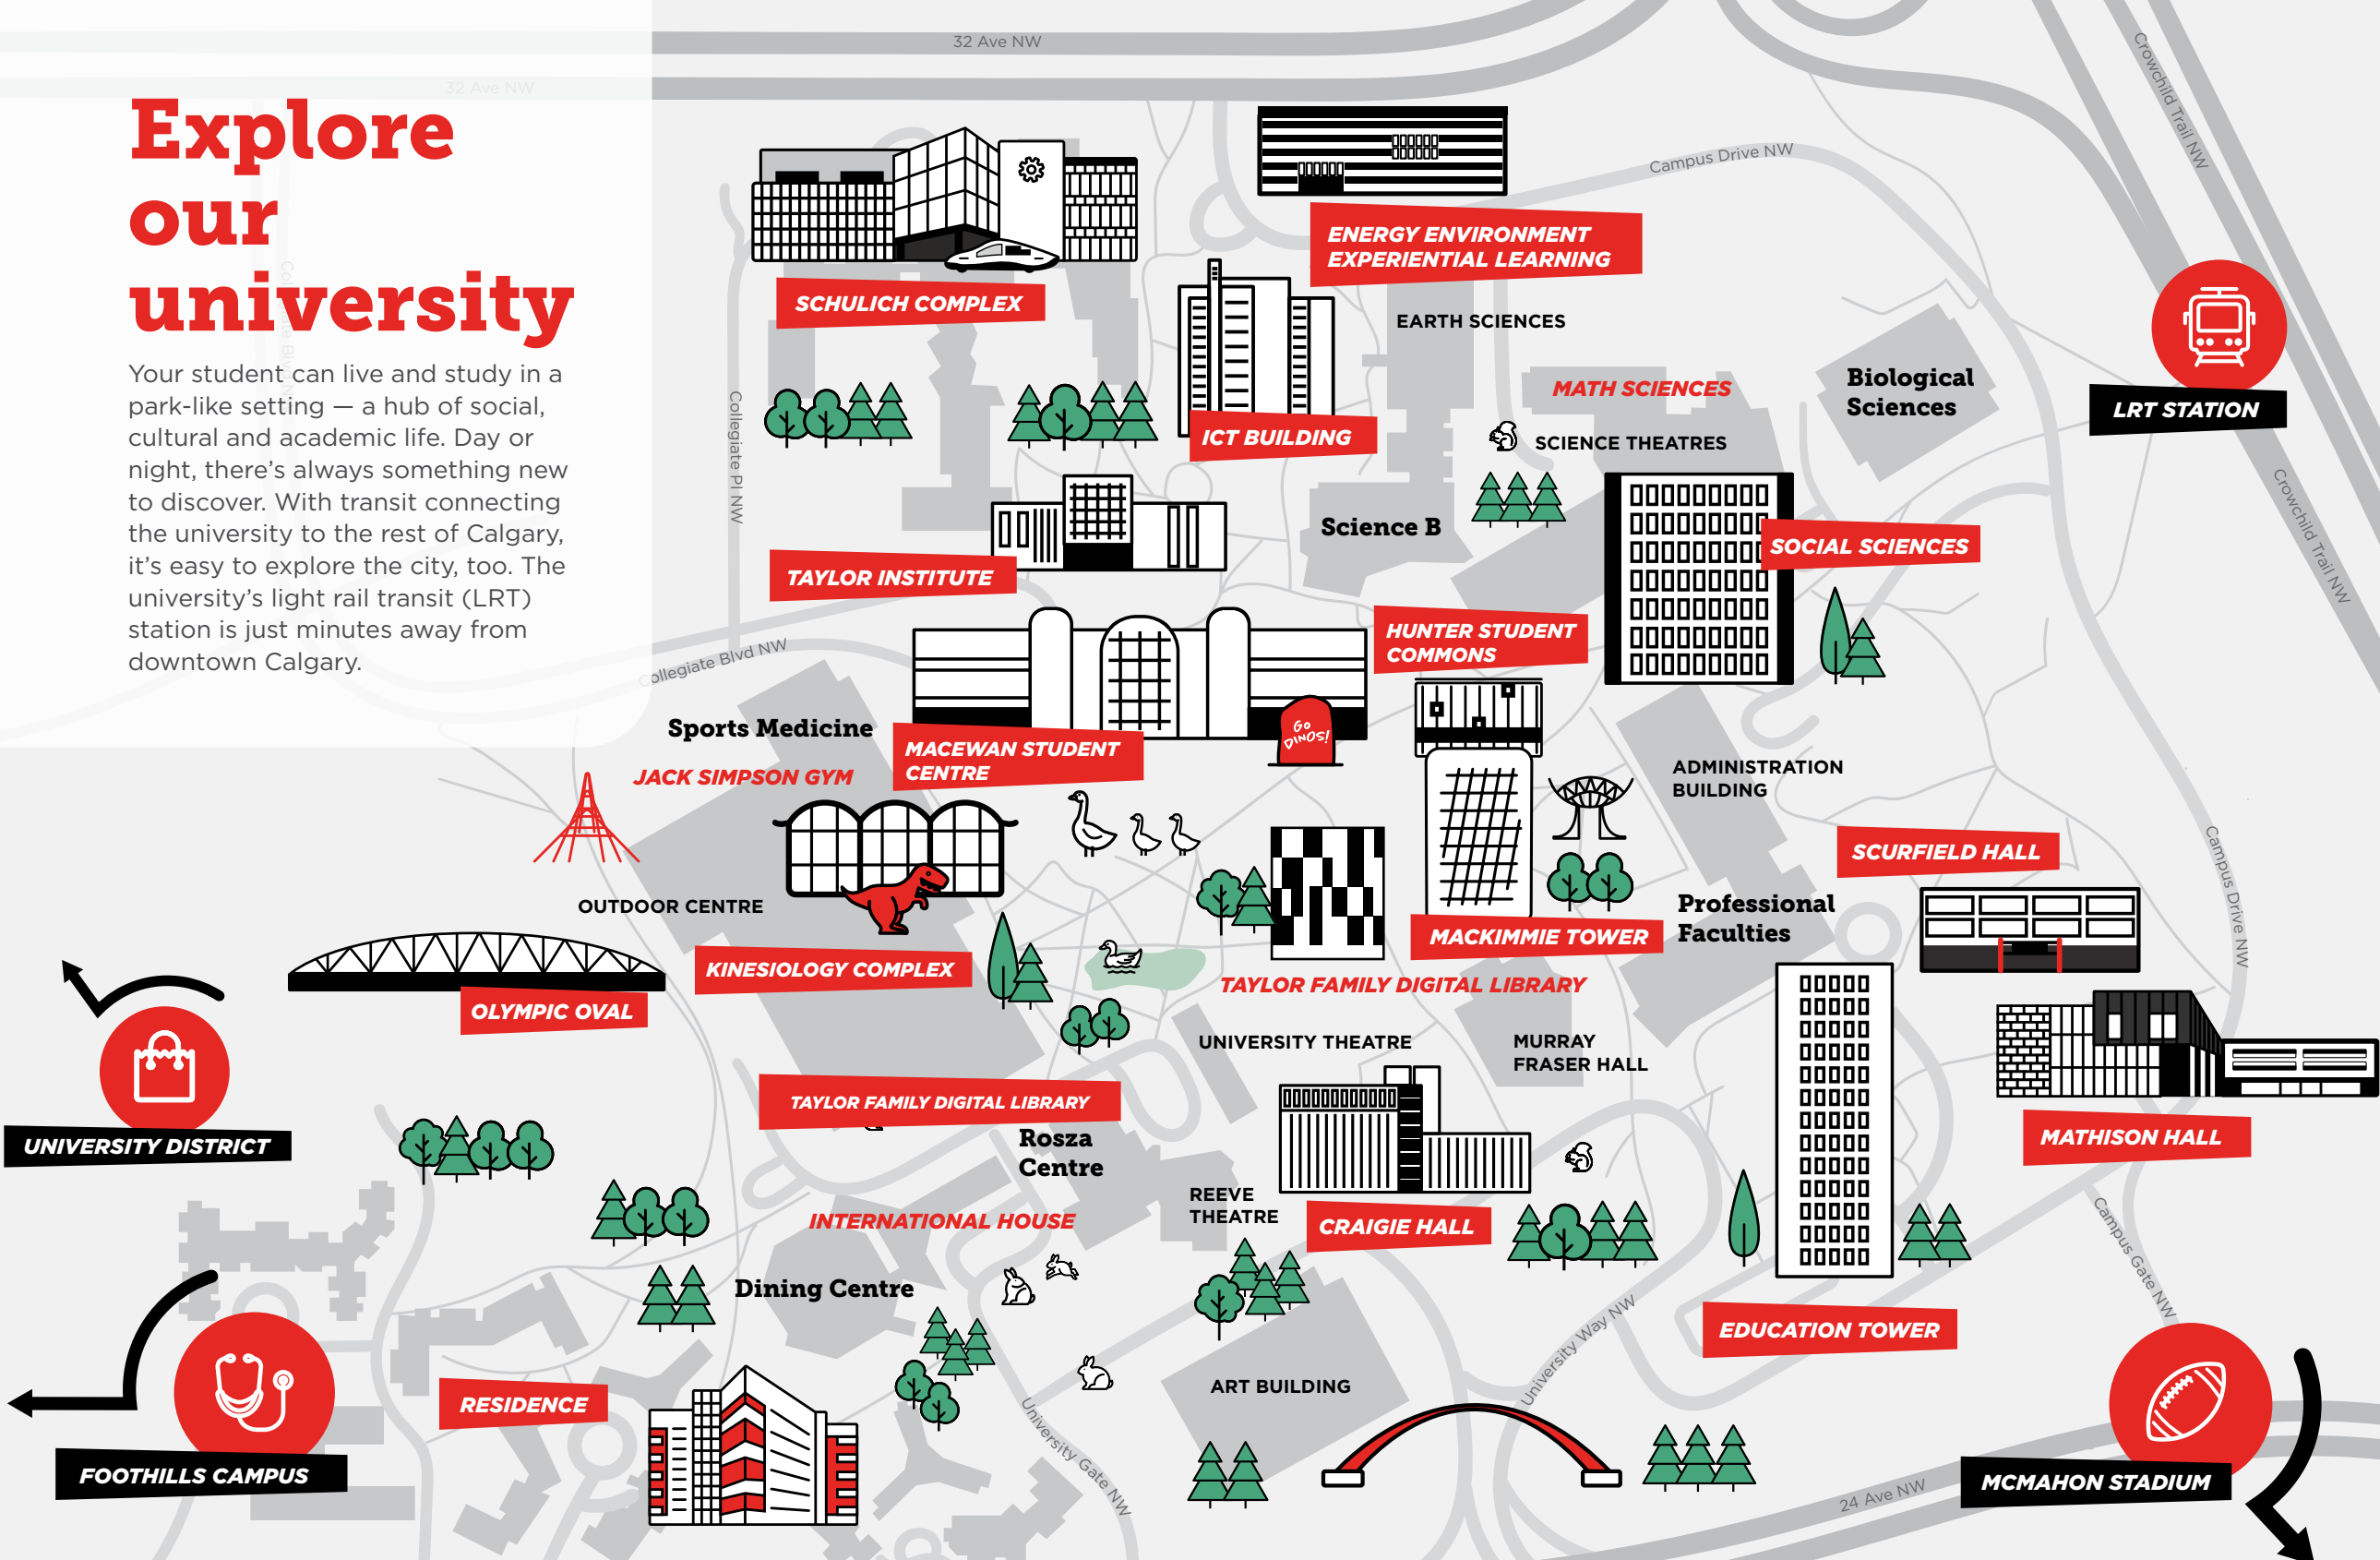 32 Ave NW
32 Ave NW
Explore
our
university
Your student can live and study in a
park-like setting — a hub of social,
cultural and academic life. Day or
night, there's always something new
to discover. With transit connecting
the university to the rest of Calgary,
it's easy to explore the city, too. The
university's light rail transit (LRT)
station is just minutes away from
downtown Calgary.
Crowchild Trail NW
Campus Drive NW
ENERGY ENVIRONMENT
EXPERIENTIAL LEARNING
SCHULICH COMPLEX
EARTH SCIENCES
MATH SCIENCES
Biological
Sciences
LRT STATION
ICT BUILDING
SCIENCE THEATRES
Collegiate Pl NW
Crowchild Trail NW
Science B
SOCIAL SCIENCES
TAYLOR INSTITUTE
HUNTER STUDENT
COMMONS
Collegiate Blvd NW
Sports Medicine
GO
DINOS!
MACEWAN STUDENT
CENTRE
JACK SIMPSON GYM
ADMINISTRATION
BUILDING
SCURFIELD HALL
Campus Drive NW
OUTDOOR CENTRE
Professional
Faculties
MACKIMMIE TOWER
KINESIOLOGY COMPLEX
TAYLOR FAMILY DIGITAL LIBRARY
OLYMPIC OVAL
UNIVERSITY THEATRE
MURRAY
FRASER HALL
TAYLOR FAMILY DIGITAL LIBRARY
UNIVERSITY DISTRICT
Rosza
Centre
MATHISON HALL
REEVE
THEATRE
INTERNATIONAL HOUSE
CRAIGIE HALL
Campus Gate NW
Dining Centre
EDUCATION TOWER
University Way NW
ART BUILDING
RESIDENCE
University Gate NW
FOOTHILLS CAMPUS
MCMAHON STADIUM
24 Ave NW